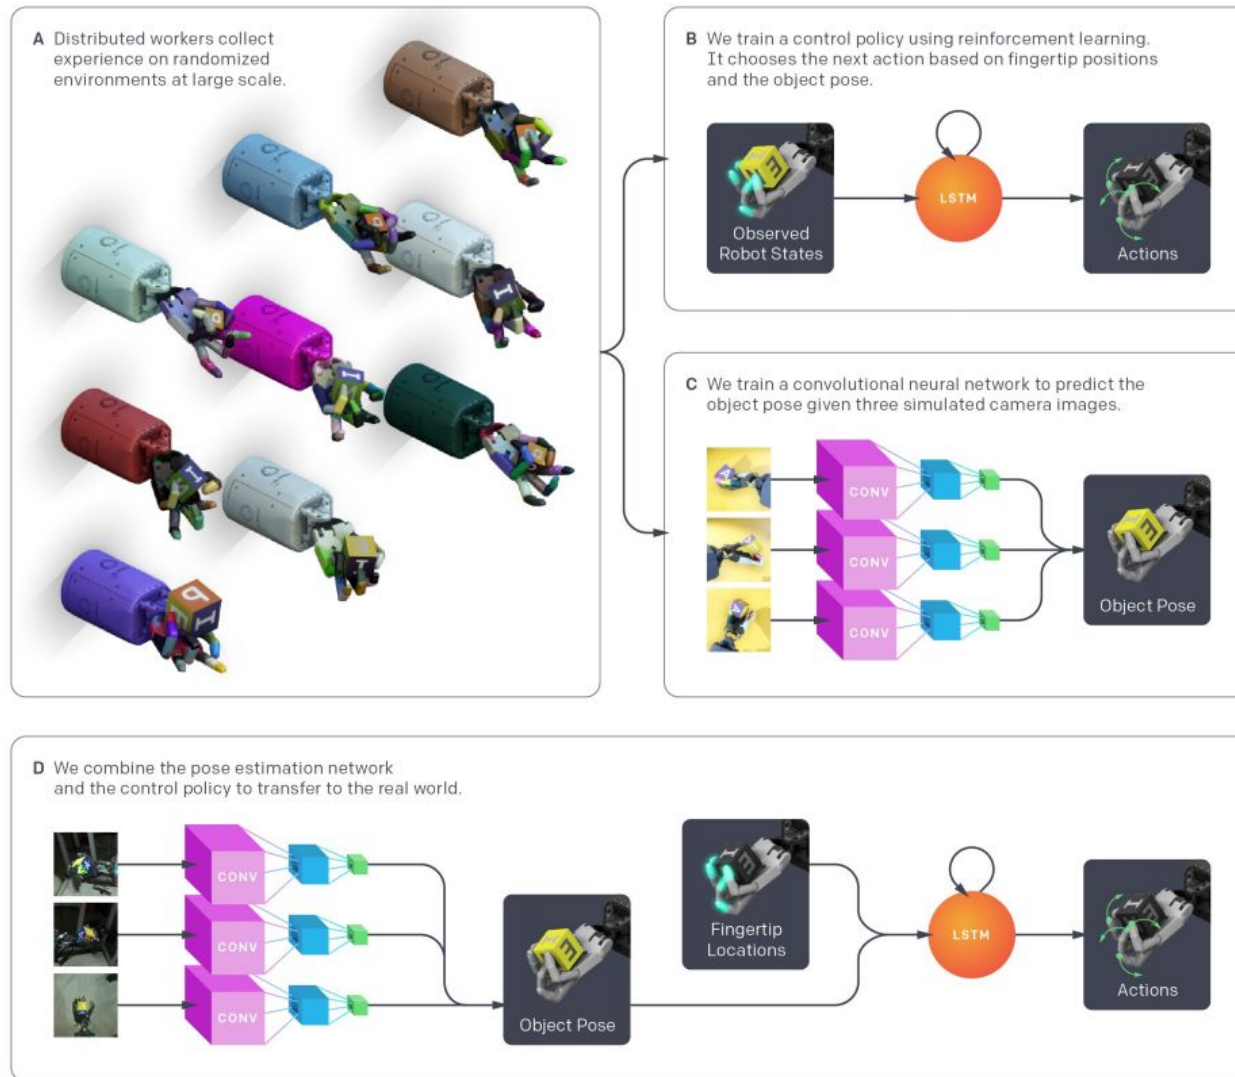 A Distributed workers collect
experience on randomized
environments at large scale.
B We train a control policy using reinforcement learning.
It chooses the next action based on fingertip positions
and the object pose.
Observed
Robot States
LSTM
Actions
C We train a convolutional neural network to predict the
object pose given three simulated camera images.
CONV
CONV
CONV
Object Pose
D We combine the pose estimation network
and the control policy to transfer to the real world.
CONV
CONV
CONV
Object Pose
Fingertip
Locations
LSTM
Actions